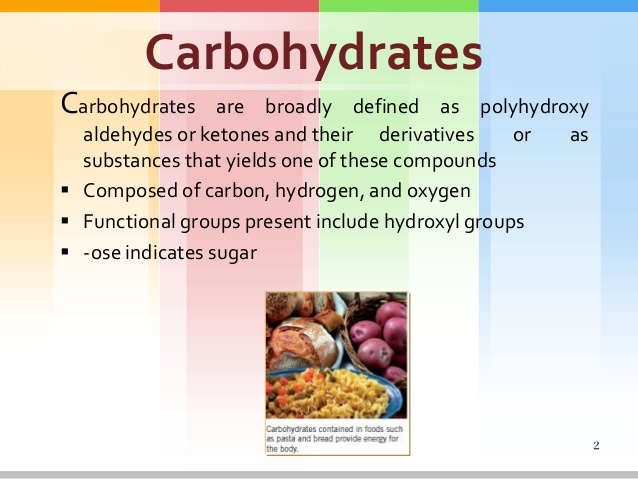 Carbohydrates
Carbohydrates are broadly defined as polyhydroxy
aldehydes or ketones and their derivatives or as
substances that yields one of these compounds
▪ Composed of carbon, hydrogen, and oxygen
▪ Functional groups present include hydroxyl groups
▪ -ose indicates sugar
Carbohydrates contained in foods such
as pasta and bread provide energy for
the body.
2